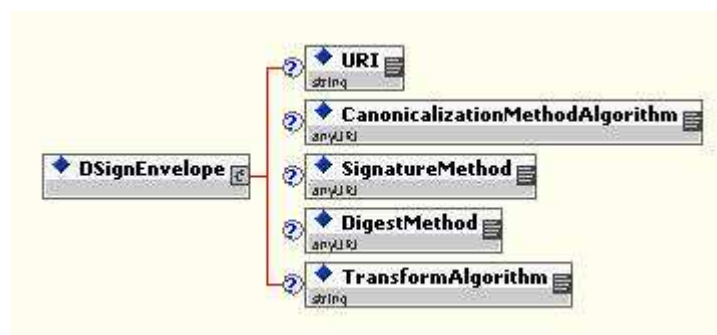 URI
string
CanonicalizationMethodAlgorithm
anyURI
DSignEnvelope
SignatureMethod
anyURI
DigestMethod
anyURI
TransformAlgorithm
string